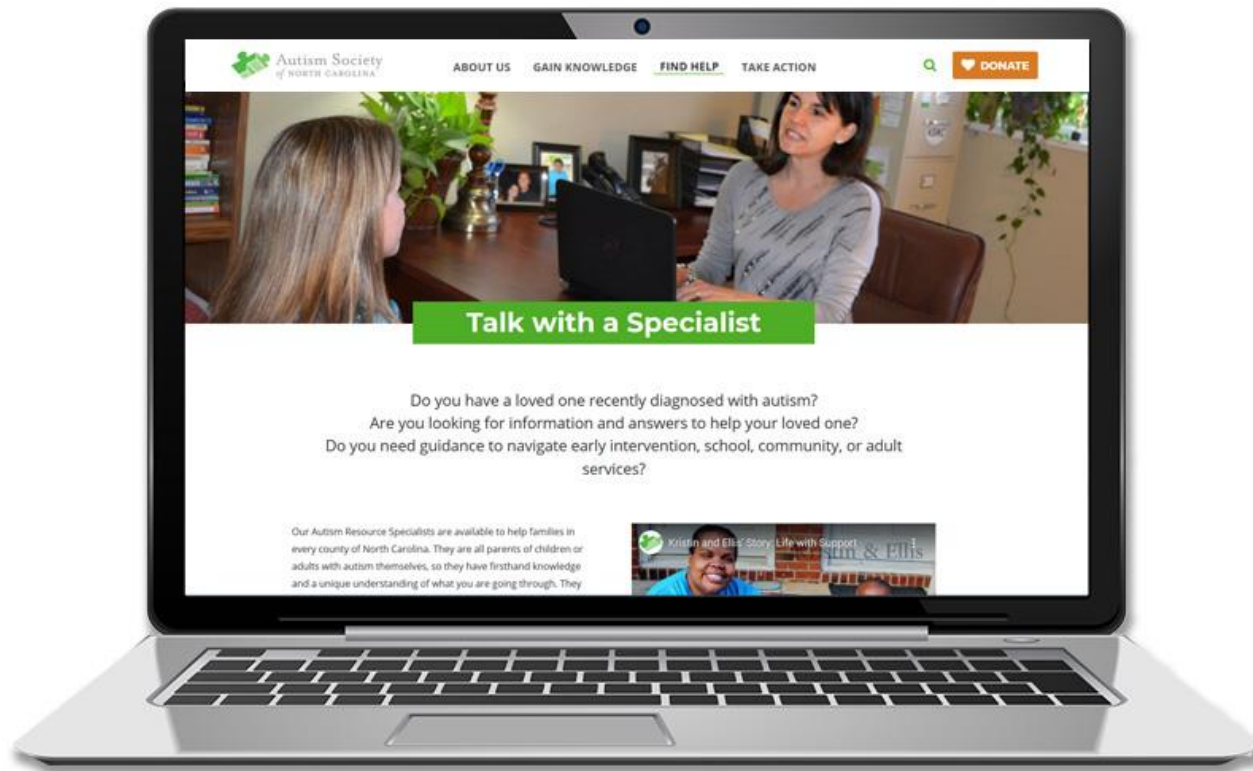 Autism Society
of NORTH CAROLINA
ABOUT US GAIN KNOWLEDGE FIND HELP TAKE ACTION
DONATE
Talk with a Specialist
Do you have a loved one recently diagnosed with autism?
Are you looking for information and answers to help your loved one?
Do you need guidance to navigate early intervention, school, community, or adult
services?
Our Autism Resource Specialists are available to help families in
every county of North Carolina. They are all parents of children or
adults with autism themselves, so they have firsthand knowledge
and a unique understanding of what you are going through. They
Kristin and Ellis' Story: Life with Support
& Ellis